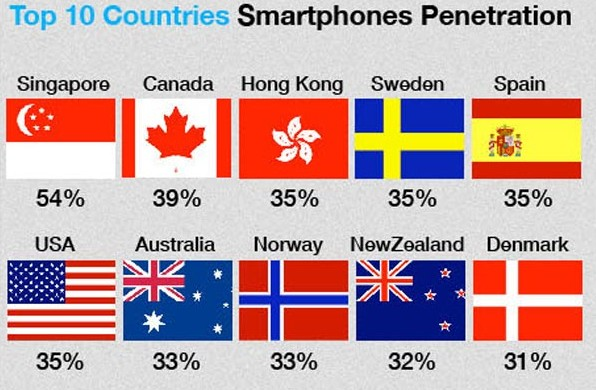 Top 10 Countries Smartphones Penetration
Singapore Canada Hong Kong Sweden Spain
54% 39% 35% 35% 35%
USA Australia Norway NewZealand Denmark
35% 33% 33% 32% 31%